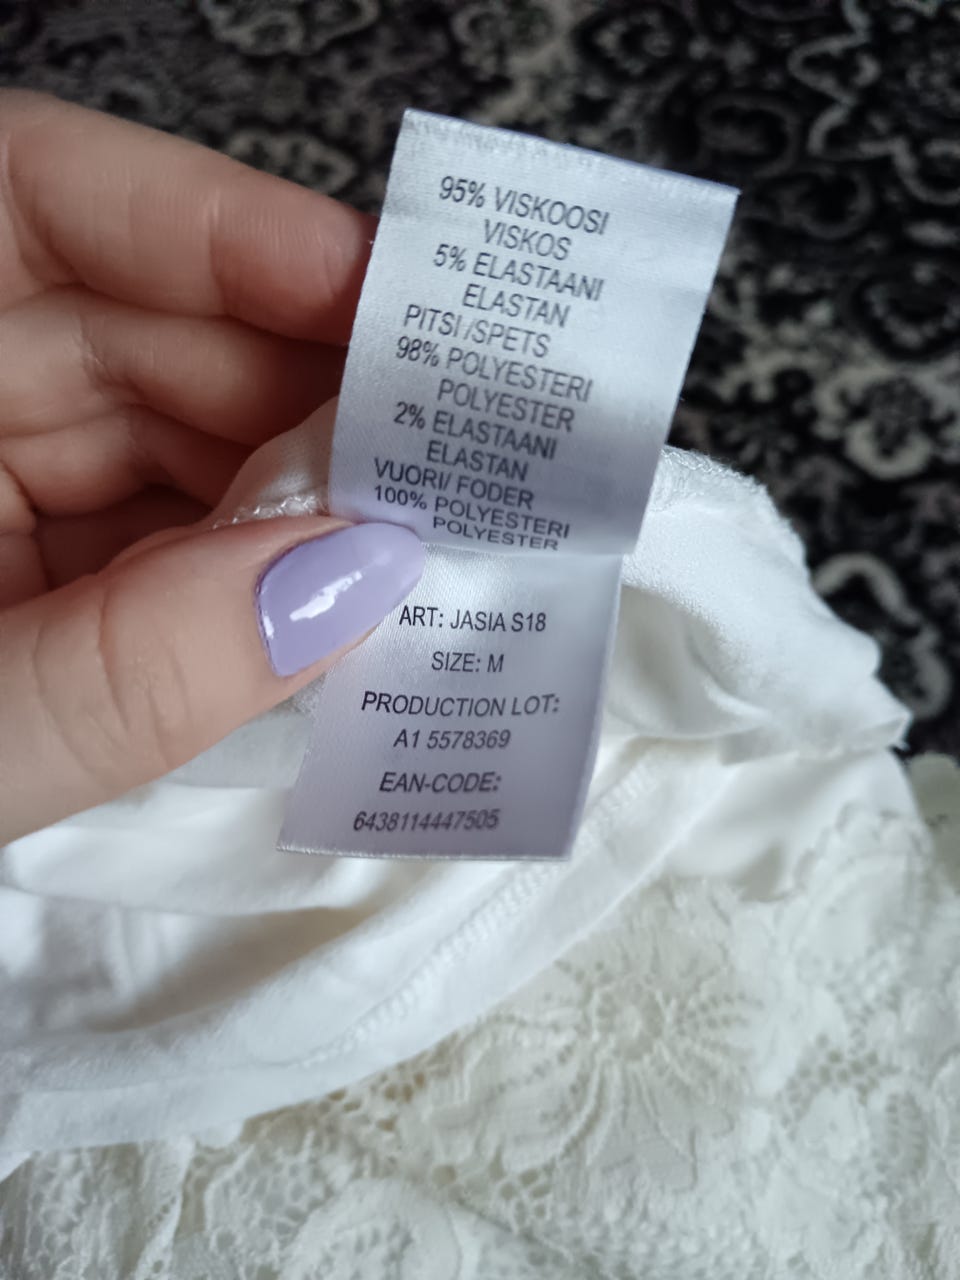 95% VISKOOSI
VISKOS
5% ELASTAANI
ELASTAN
PITSI /SPETS
98% POLYESTERI
POLYESTER
2% ELASTAANI
ELASTAN
VUORI/ FODER
100% POLYESTERI
POLYESTER
ART: JASIA S18
SIZE: M
PRODUCTION LOT:
A1 5578369
EAN-CODE:
6438114447505